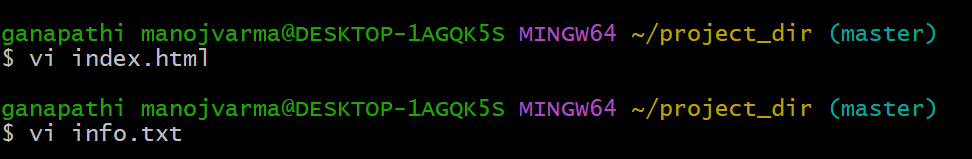 ganapathi manojvarma@DESKTOP-1AGQK5S MINGW64 ~/project_dir (master)
$ vi index.html
ganapathi manojvarma@DESKTOP-1AGQK5S MINGW64 ~/project_dir (master)
$ vi info.txt